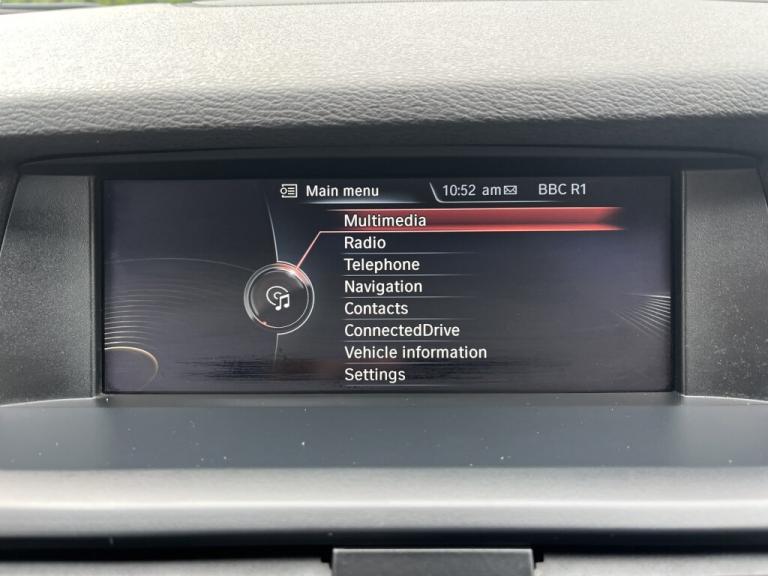 Main menu 10:52 am BBC R1
Multimedia
Radio
Telephone
Navigation
Contacts
ConnectedDrive
Vehicle information
Settings